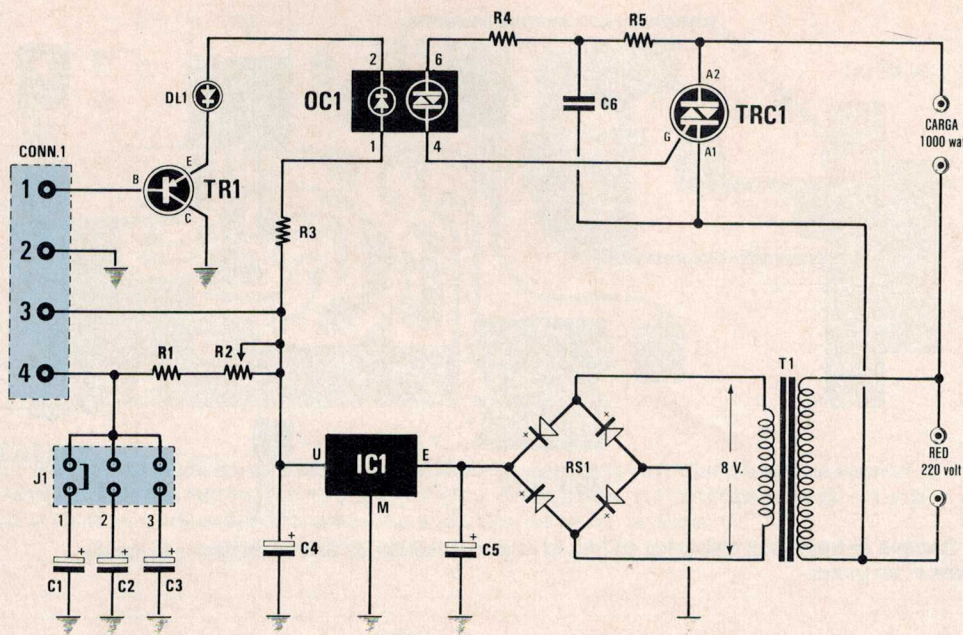 R4
R5
2
6
A2
DL1
OC1
C6
TRC1
G
CARGA
1000 wat
CONN.1
1
4
A1
E
1
B
TR1
C
R3
2
3
R1
R2
4
T1
U
IC1
E
RS1
8 V.
RED
220 volt
J1
M
1
2
3
+
+
+
+
+
C1
C2
C3
C4
C5